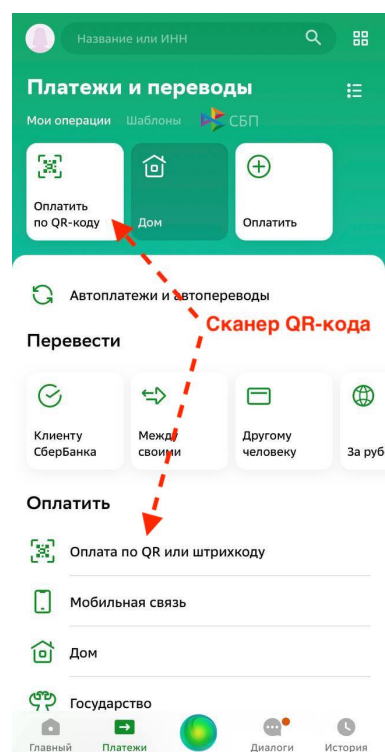 Название или ИНН
Платежи и переводы
Мои операции Шаблоны СБП
Оплатить
по QR-коду
Дом
Оплатить
Автоплатежи и автопереводы
Сканер QR-кода
Перевести
Клиенту
СберБанка
Между
своими
Другому
человеку
За руб
Оплатить
Оплата по QR или штрихкоду
Мобильная связь
Дом
Государство
Главный Платежи Диалоги История